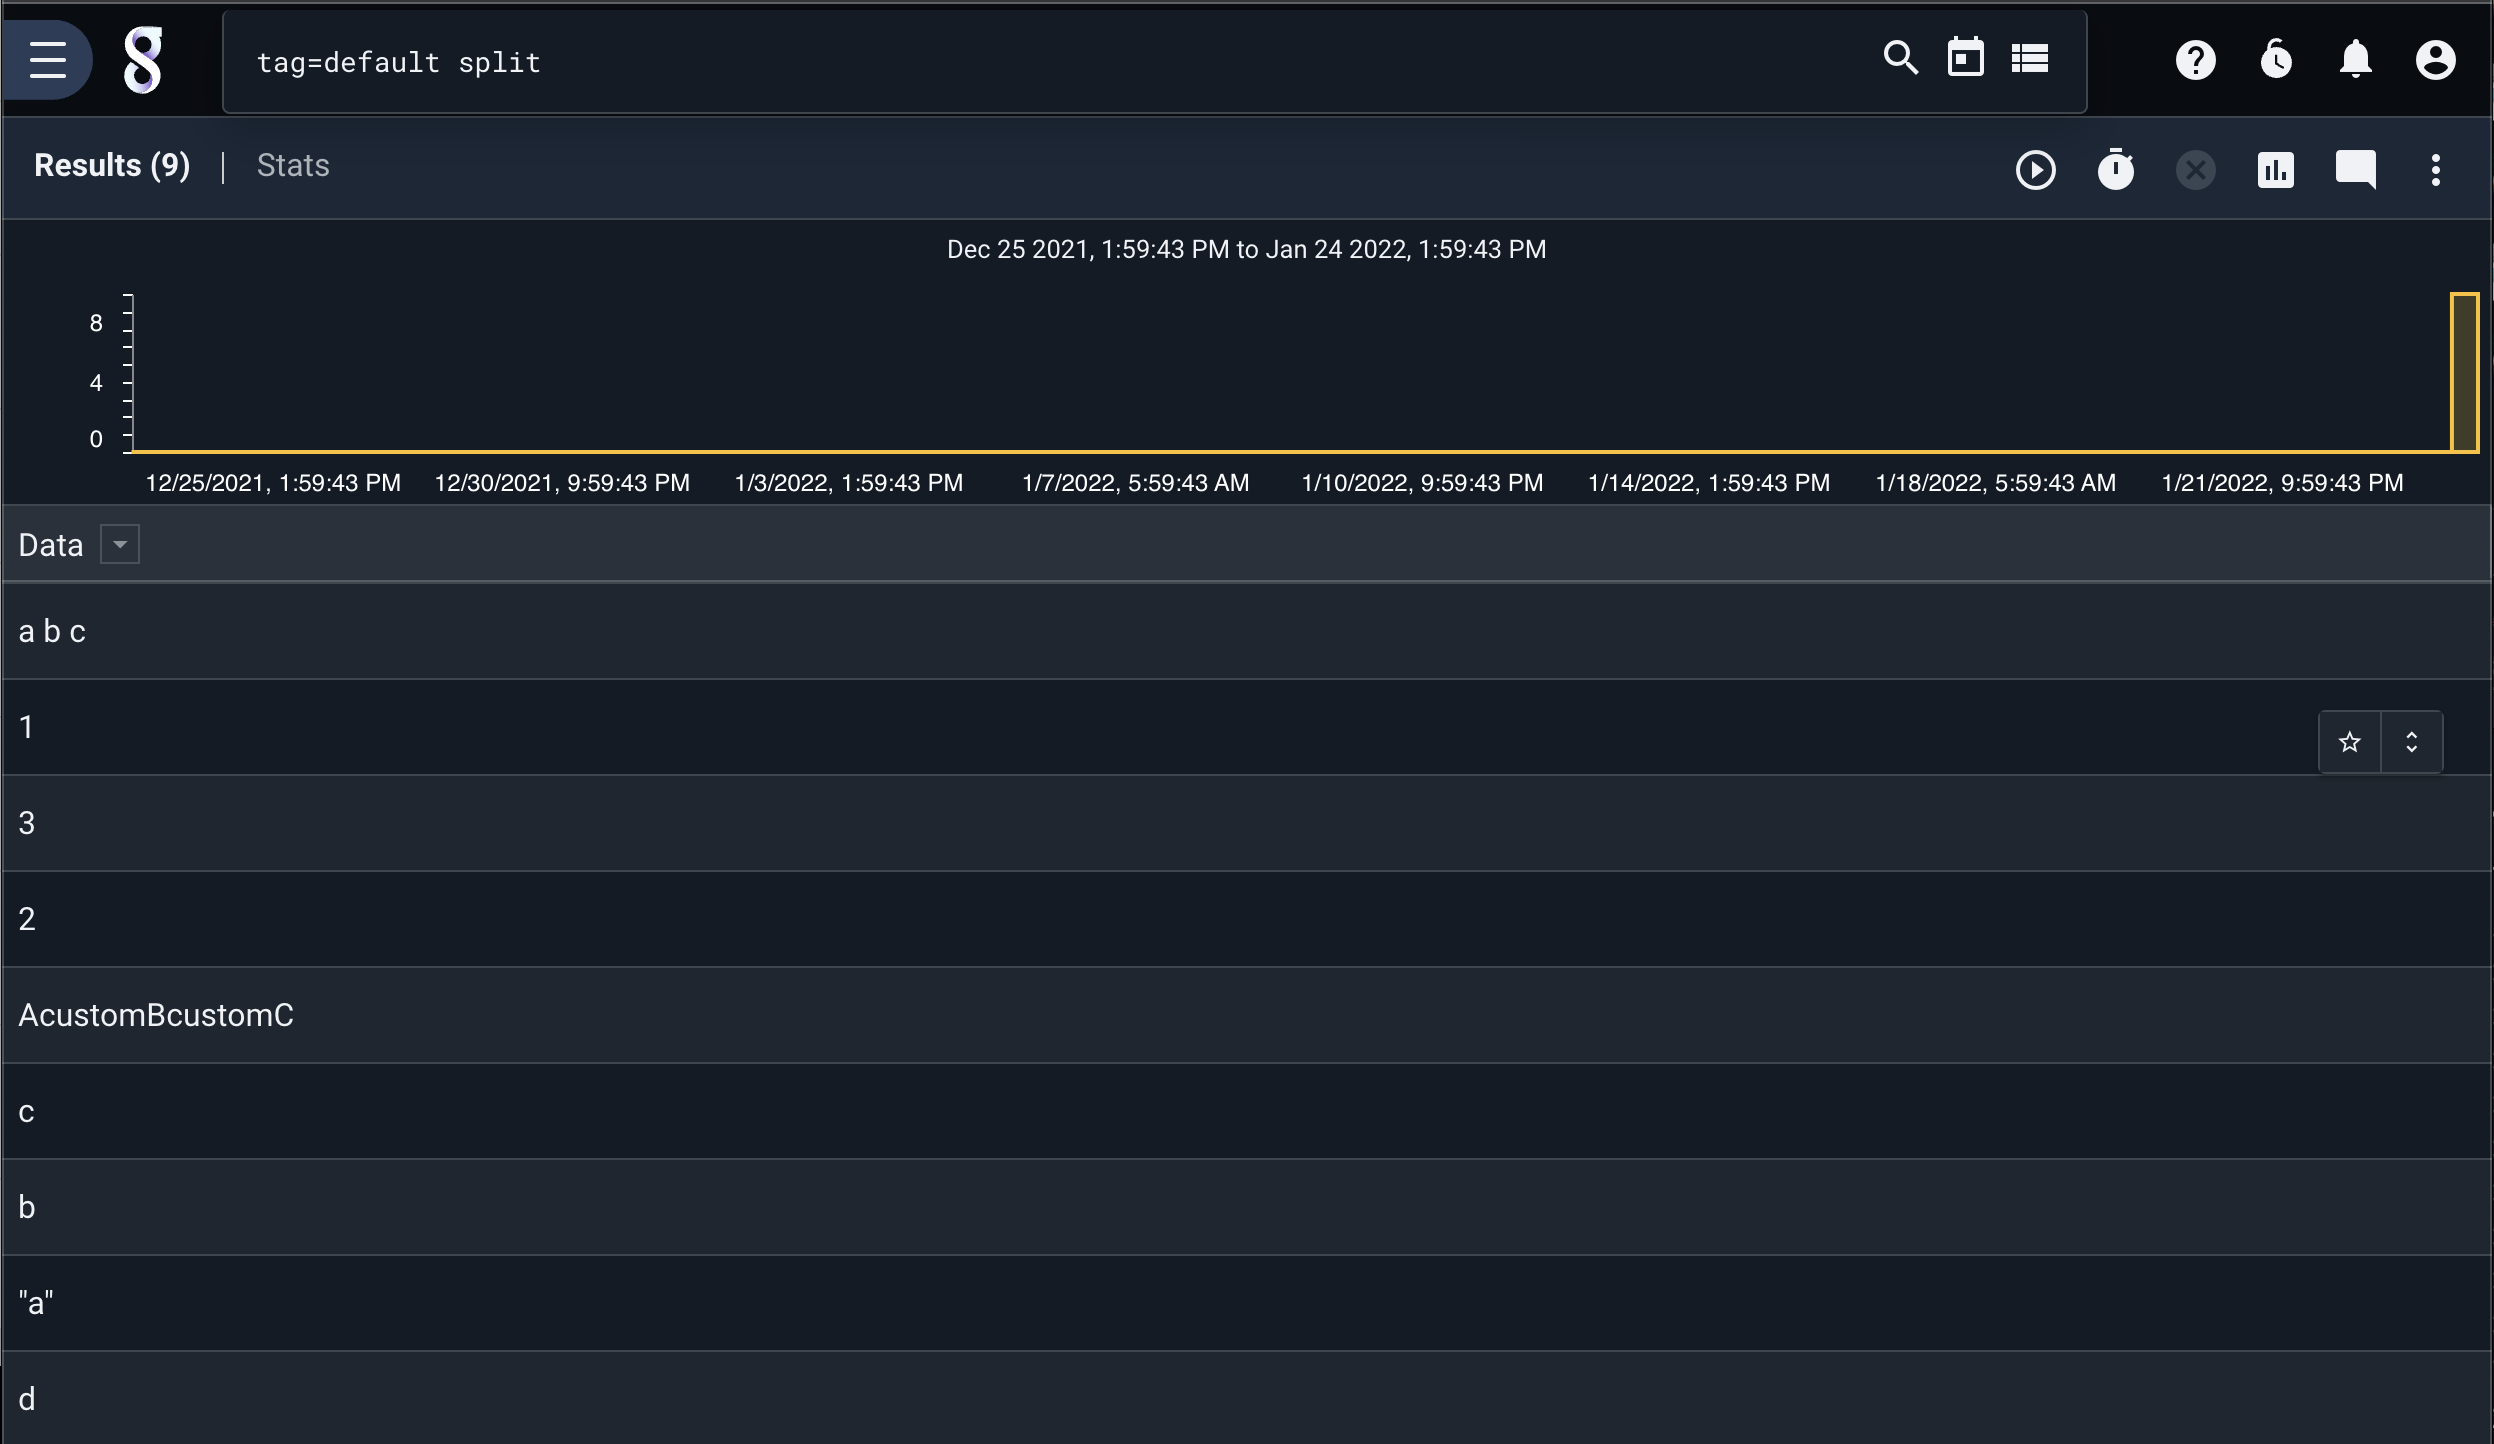 tag=default split
Results (9) | Stats
Dec 25 2021, 1:59:43 PM to Jan 24 2022, 1:59:43 PM
8
4
0
12/25/2021, 1:59:43 PM 12/30/2021, 9:59:43 PM 1/3/2022, 1:59:43 PM 1/7/2022, 5:59:43 AM 1/10/2022, 9:59:43 PM 1/14/2022, 1:59:43 PM 1/18/2022, 5:59:43 AM 1/21/2022, 9:59:43 PM
Data
a b c
1
3
2
AcustomBcustomC
c
b
"a"
d